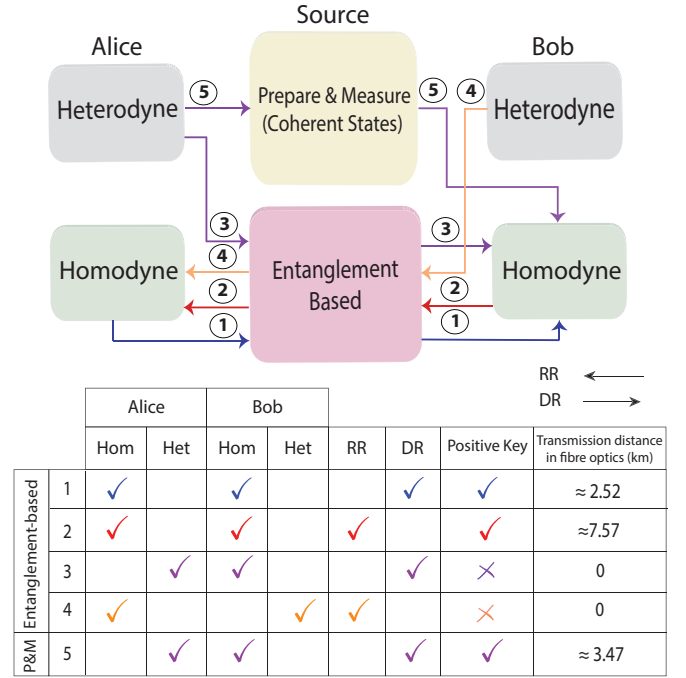 Source
Alice
Bob
Heterodyne
5
Prepare & Measure
(Coherent States)
5
4
Heterodyne
3
4
2
1
Homodyne
Entanglement
Based
3
2
1
Homodyne
RR
DR
Alice
Bob
Hom
Het
Hom
Het
RR
DR
Positive Key
Transmission distance
in fibre optics (km)
Entanglement-based
1 ✓ ✓ ✓ ✓ ≈ 2.52
2 ✓ ✓ ✓ ✓ ≈7.57
3 ✓ ✓ ✓ ✗ 0
4 ✓ ✓ ✓ ✗ 0
P&M
5 ✓ ✓ ✓ ✓ ≈ 3.47